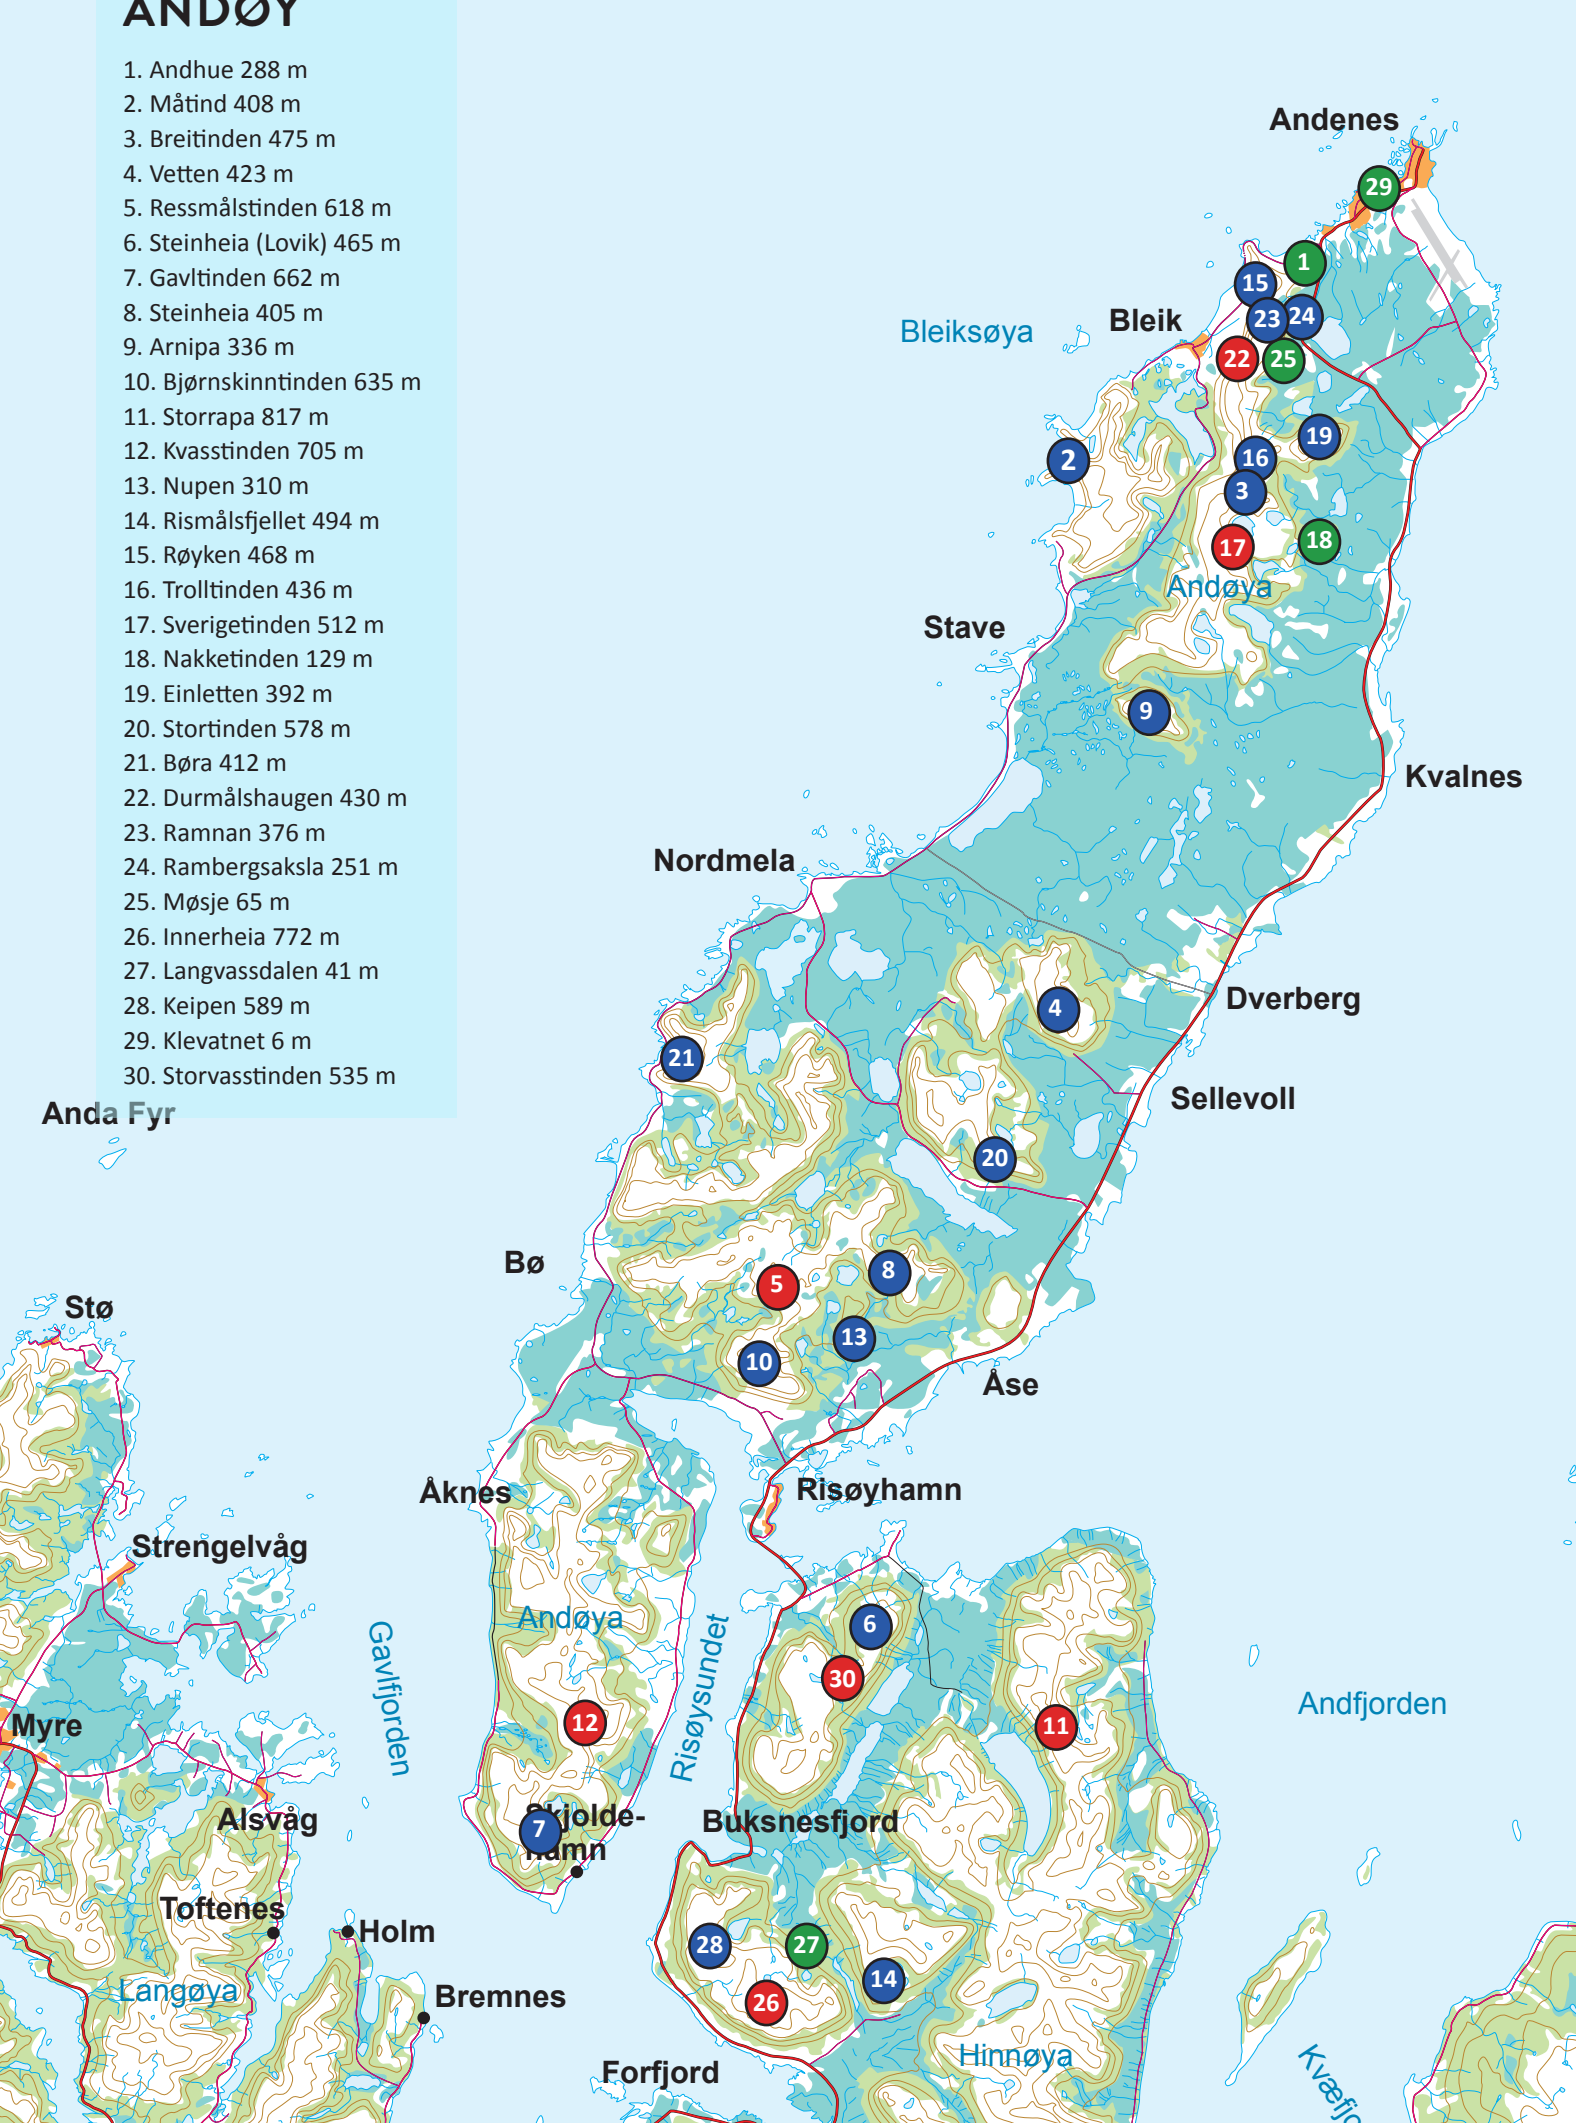 ANDØY
1. Andhue 288 m
2. Måtind 408 m
3. Breitinden 475 m
4. Vetten 423 m
5. Ressmålstinden 618 m
6. Steinheia (Lovik) 465 m
7. Gavltinden 662 m
8. Steinheia 405 m
9. Arnipa 336 m
10. Bjørnskinntinden 635 m
11. Storrapa 817 m
12. Kvasstinden 705 m
13. Nupen 310 m
14. Rismålsfjellet 494 m
15. Røyken 468 m
16. Trolltinden 436 m
17. Sverigetinden 512 m
18. Nakketinden 129 m
19. Einletten 392 m
20. Stortinden 578 m
21. Børa 412 m
22. Durmålshaugen 430 m
23. Ramnan 376 m
24. Rambergsaksla 251 m
25. Møsje 65 m
26. Innerheia 772 m
27. Langvassdalen 41 m
28. Keipen 589 m
29. Klevatnet 6 m
30. Storvasstinden 535 m
Andenes
29
1
15
Bleiksøya
Bleik
23
24
22
25
19
2
16
3
17
18
Andøya
Stave
9
Kvalnes
Nordmela
4
Dverberg
21
Sellevoll
Anda Fyr
20
Bø
8
5
Stø
13
10
Åse
Åknes
Risøyhamn
Strengelvåg
Andøya
6
Gavlfjorden
Risøysundet
30
Andfjorden
Myre
12
11
Alsvåg
Skjolde-
hamn
7
Buksnesfjord
Toftenes
Holm
28
27
14
26
Langøya
Bremnes
Hinnøya
Forfjord
Kvæfjo